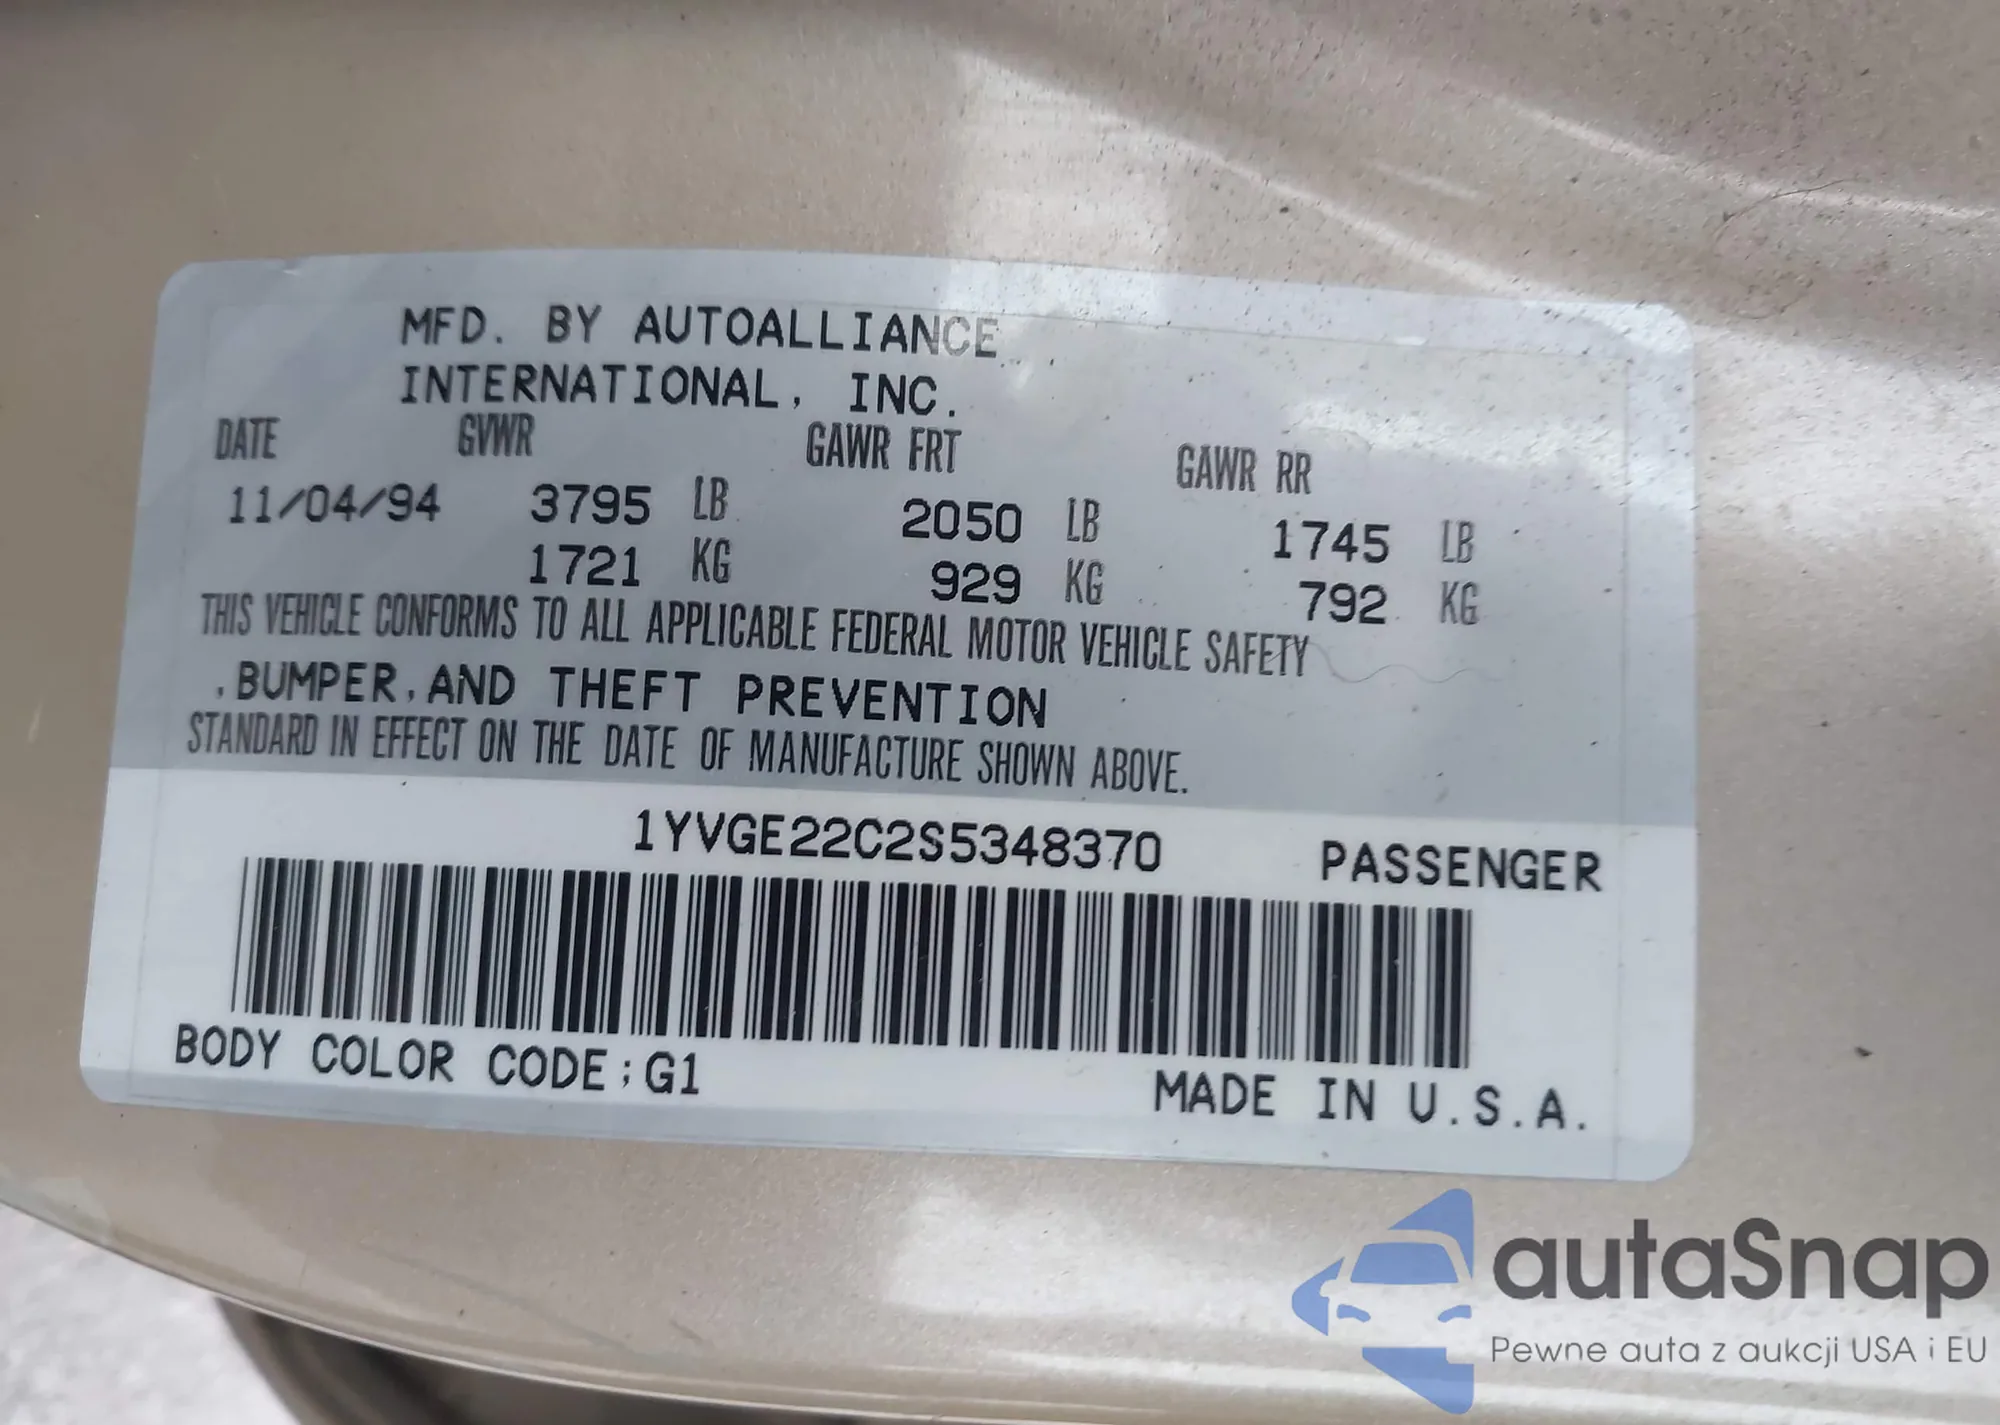 MFD. BY AUTOALLIANCE
INTERNATIONAL, INC.
DATE GVWR GAWR FRT GAWR RR
11/04/94 3795 LB 2050 LB 1745 LB
1721 KG 929 KG 792 KG
THIS VEHICLE CONFORMS TO ALL APPLICABLE FEDERAL MOTOR VEHICLE SAFETY
,BUMPER,AND THEFT PREVENTION
STANDARD IN EFFECT ON THE DATE OF MANUFACTURE SHOWN ABOVE.
1YVGE22C2S5348370 PASSENGER
BODY COLOR CODE;G1 MADE IN U.S.A.
autaSnap
Pewne auta z aukcji USA i EU